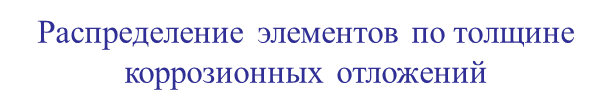 Распределение элементов по толщине
коррозионных отложений